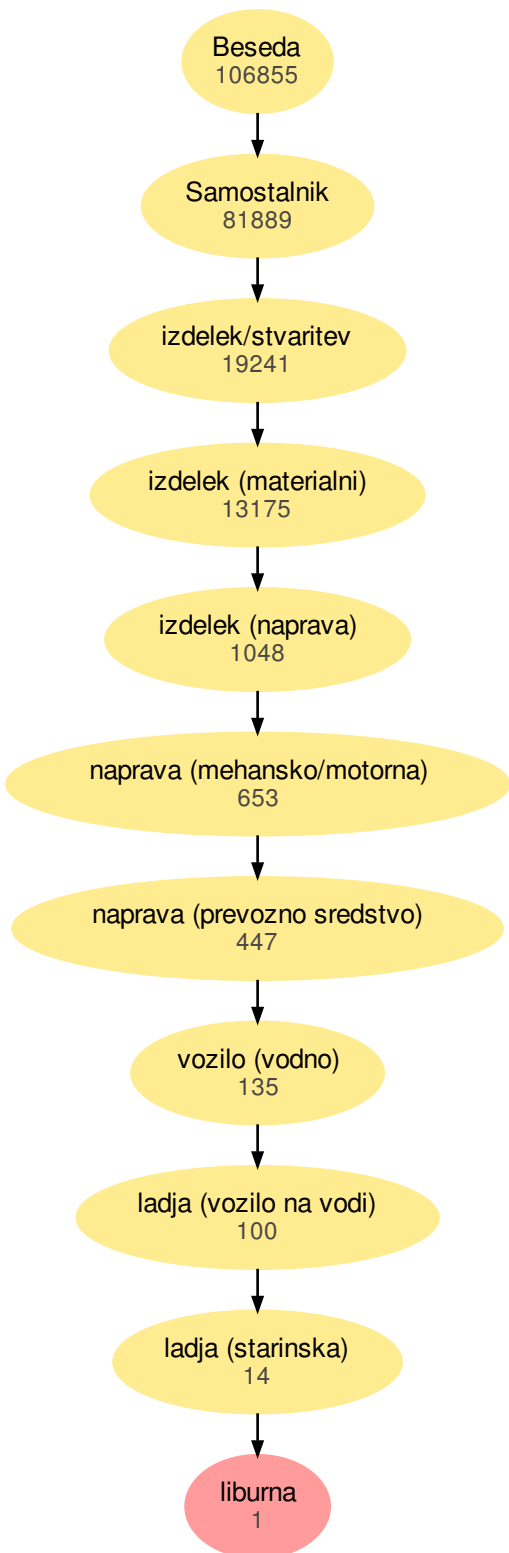 Beseda
106855
Samostalnik
81889
izdelek/stvaritev
19241
izdelek (materialni)
13175
izdelek (naprava)
1048
naprava (mehansko/motorna)
653
naprava (prevozno sredstvo)
447
vozilo (vodno)
135
ladja (vozilo na vodi)
100
ladja (starinska)
14
liburna
1